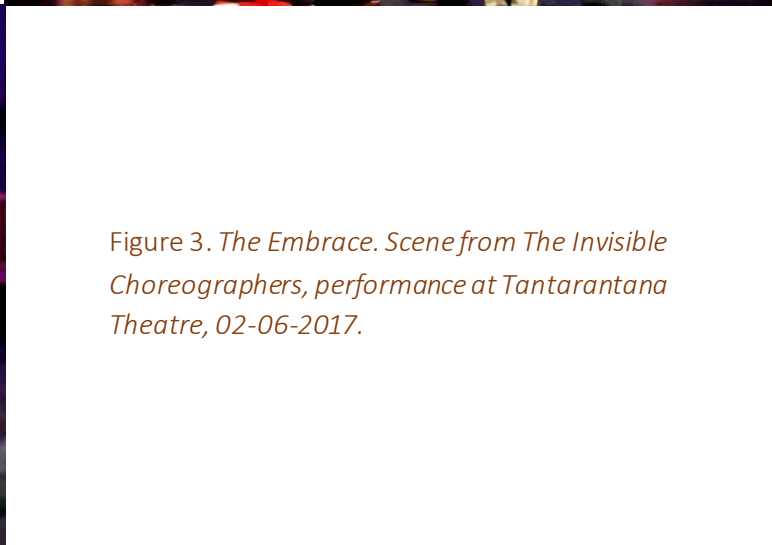 Figure 3. The Embrace. Scene from The Invisible
Choreographers, performance at Tantarantana
Theatre, 02-06-2017.